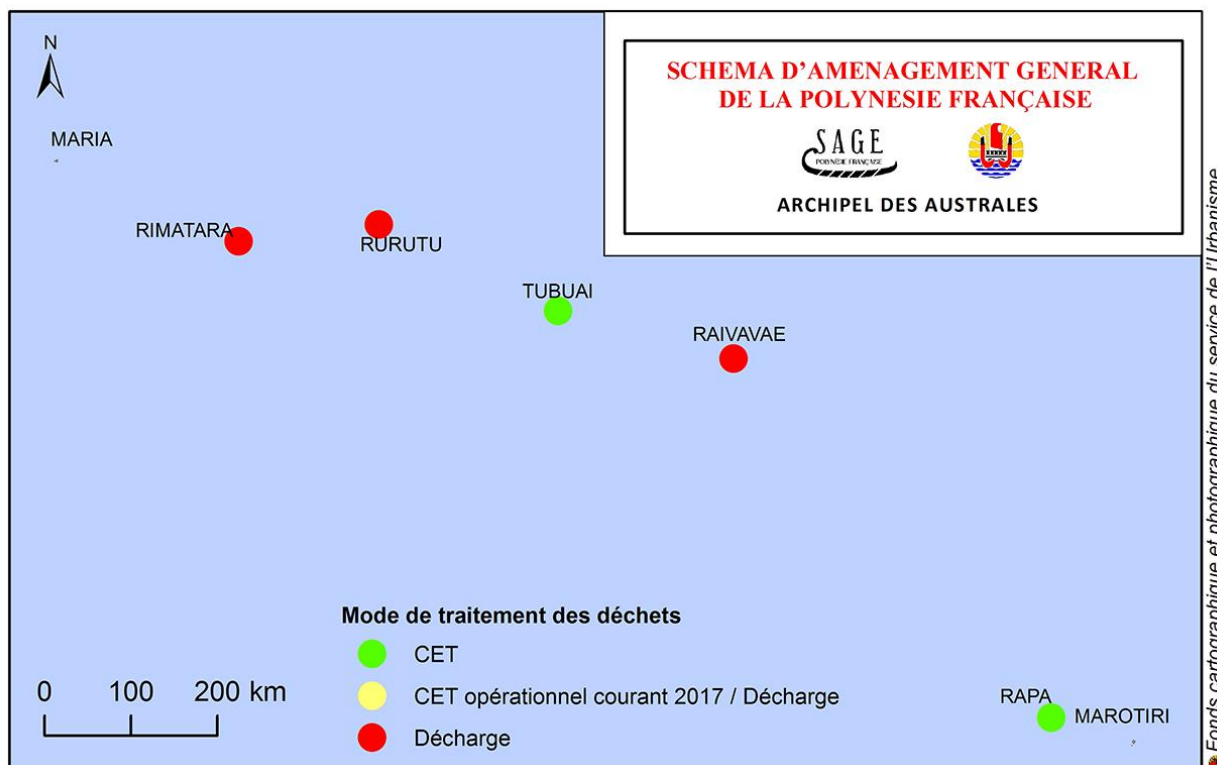 SCHEMA D'AMENAGEMENT GENERAL
DE LA POLYNESIE FRANÇAISE
SAGE
POLYNÉSIE FRANÇAISE
ARCHIPEL DES AUSTRALES
N
MARIA
RIMATARA
RURUTU
TUBUAI
RAIVAVAE
RAPA
MAROTIRI
Mode de traitement des déchets
CET
CET opérationnel courant 2017 / Décharge
Décharge
0 100 200 km
Fonds cartographique et photographique du service de l'Urbanisme